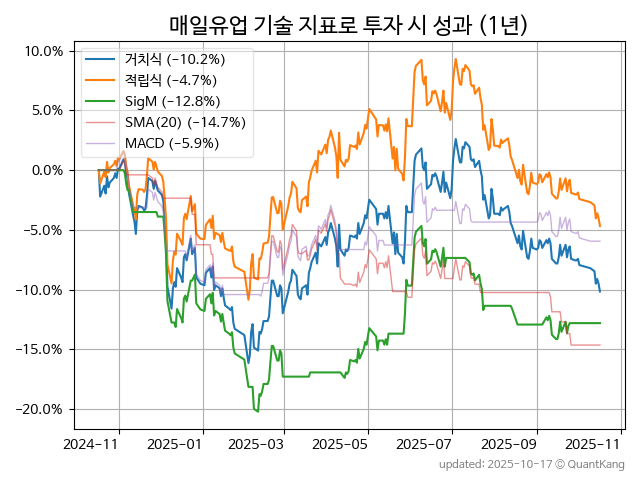 매일유업 기술 지표로 투자 시 성과 (1년)
10.0%
5.0%
0.0%
−5.0%
−10.0%
−15.0%
−20.0%
거치식 (−10.2%)
적립식 (−4.7%)
SigM (−12.8%)
SMA(20) (−14.7%)
MACD (−5.9%)
2024-11 2025-01 2025-03 2025-05 2025-07 2025-09 2025-11
updated: 2025-10-17 © QuantKang